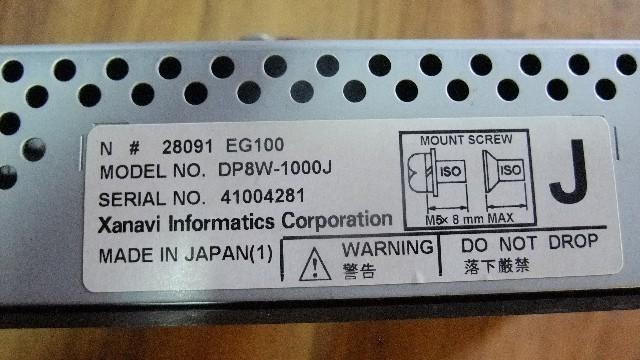 N # 28091 EG100
MODEL NO. DP8W-1000J
SERIAL NO. 41004281
Xanavi Informatics Corporation
MADE IN JAPAN(1)
MOUNT SCREW
ISO ISO
M5× 8 mm MAX
J
WARNING
警告
DO NOT DROP
落下厳禁